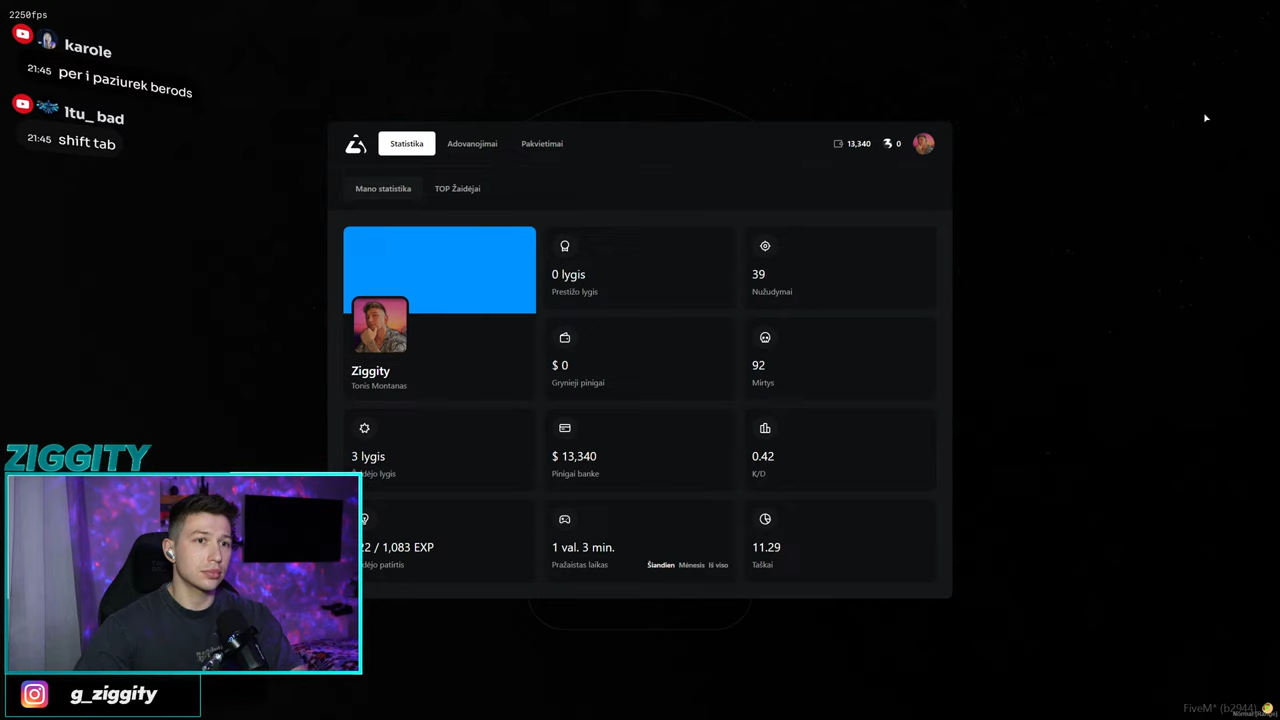 2250fps
karole
21:45 per i paziurek berods
ltu_ bad
21:45 shift tab
Statistika
Adovanojimai
Pakvietimai
13,340
0
Mano statistika
TOP Žaidėjai
0 lygis
Prestižo lygis
39
Nužudymai
Ziggity
Tonis Montanas
$ 0
Grynieji pinigai
92
Mirtys
3 lygis
$ 13,340
Pinigai banke
0.42
K/D
/ 1,083 EXP
1 val. 3 min.
Pražaistas laikas
Šiandien Mėnesis Iš viso
11.29
Taškai
ZIGGITY
g_ziggity
FiveM* (b2944)